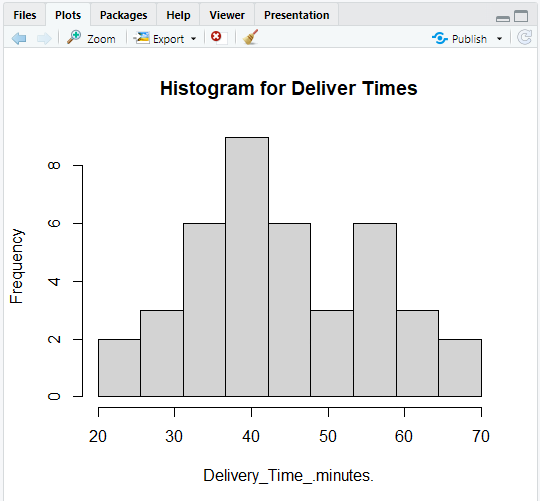 Files Plots Packages Help Viewer Presentation
Zoom Export Publish
Histogram for Deliver Times
8
6
4
2
0
Frequency
20 30 40 50 60 70
Delivery_Time_.minutes.